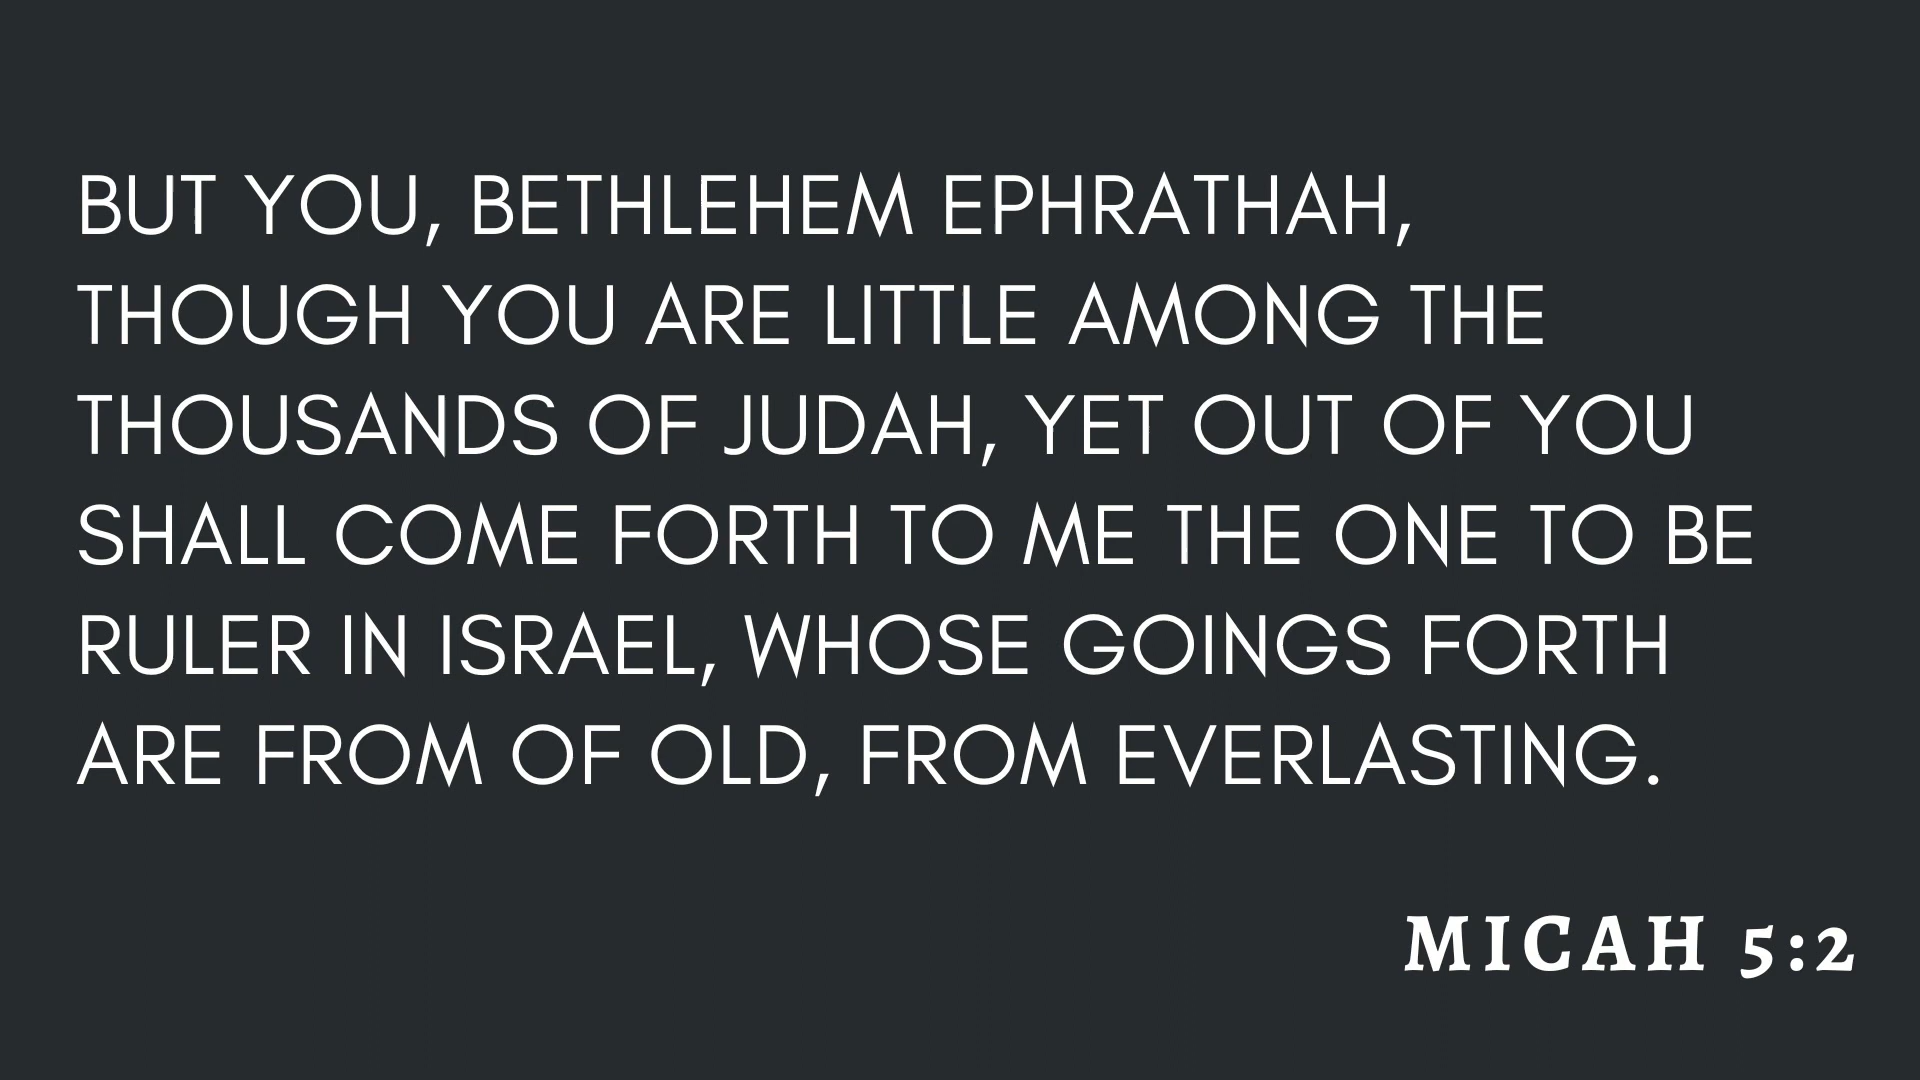 BUT YOU, BETHLEHEM EPHRATHAH,
THOUGH YOU ARE LITTLE AMONG THE
THOUSANDS OF JUDAH, YET OUT OF YOU
SHALL COME FORTH TO ME THE ONE TO BE
RULER IN ISRAEL, WHOSE GOINGS FORTH
ARE FROM OF OLD, FROM EVERLASTING.
MICAH 5:2